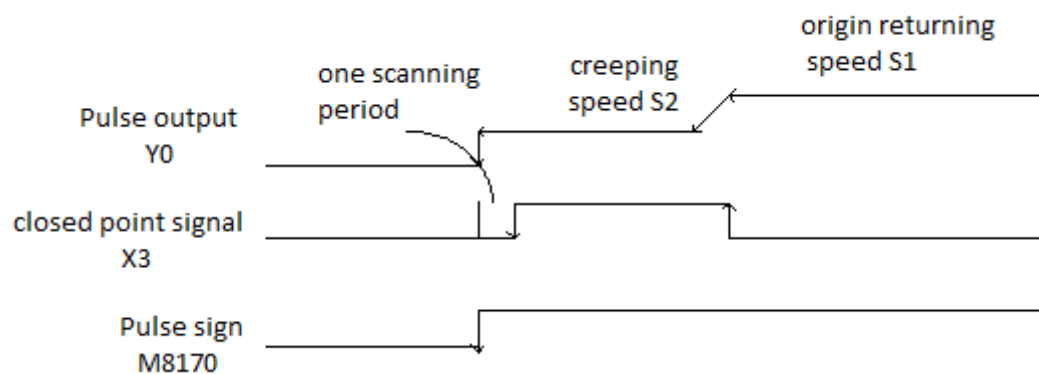 origin returning
speed S1
one scanning
period
creeping
speed S2
Pulse output
Y0
closed point signal
X3
Pulse sign
M8170